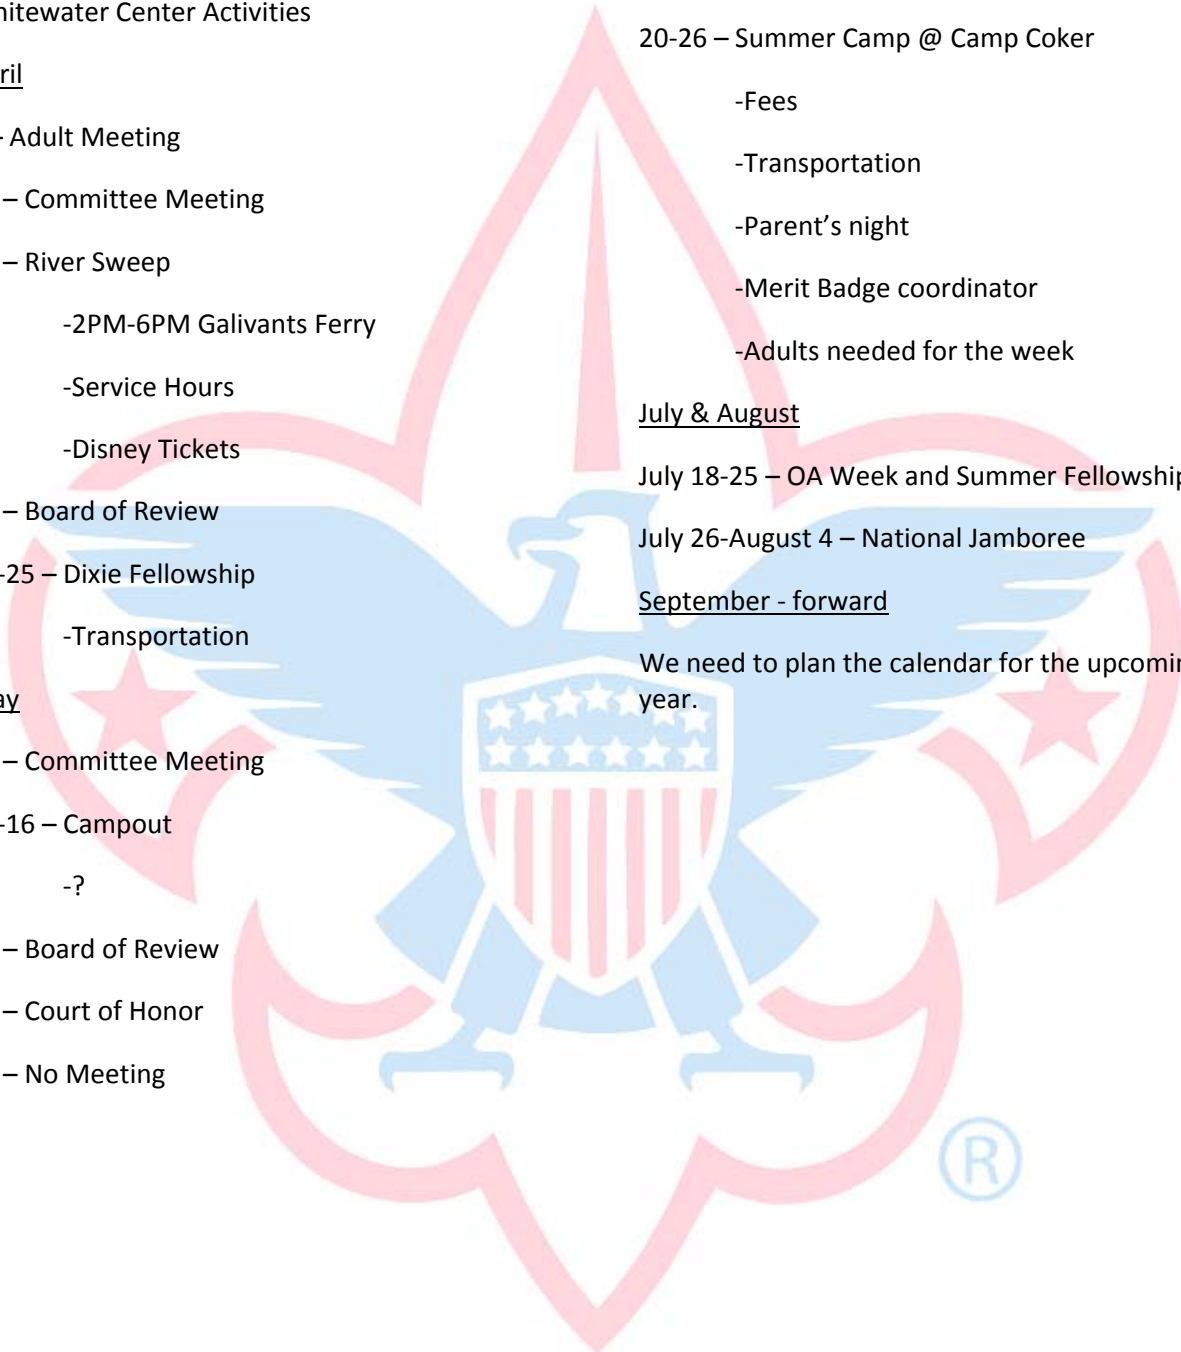 hitewater Center Activities
ril
– Adult Meeting
– Committee Meeting
– River Sweep
-2PM-6PM Galivants Ferry
-Service Hours
-Disney Tickets
– Board of Review
-25 – Dixie Fellowship
-Transportation
ay
– Committee Meeting
-16 – Campout
-?
– Board of Review
– Court of Honor
– No Meeting
20-26 – Summer Camp @ Camp Coker
-Fees
-Transportation
-Parent’s night
-Merit Badge coordinator
-Adults needed for the week
July & August
July 18-25 – OA Week and Summer Fellowship
July 26-August 4 – National Jamboree
September - forward
We need to plan the calendar for the upcomin
year.
®